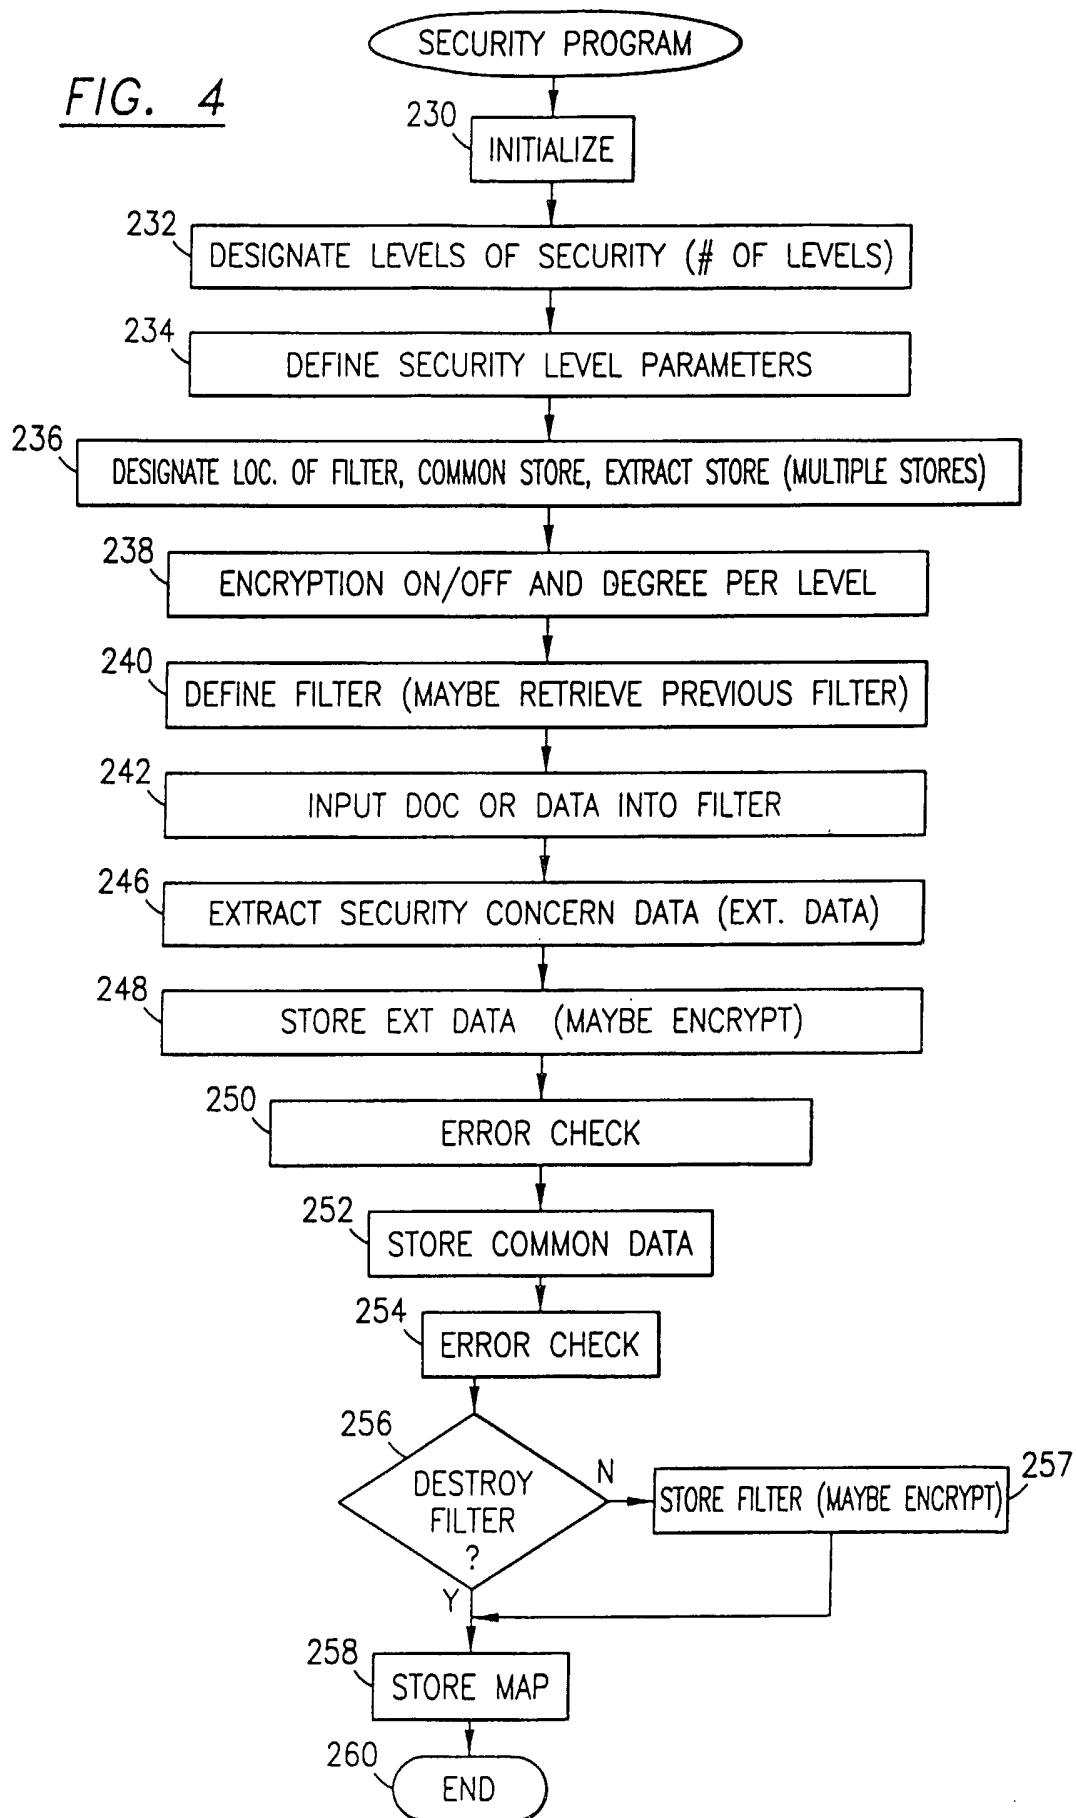 SECURITY PROGRAM
FIG. 4
230
INITIALIZE
232
DESIGNATE LEVELS OF SECURITY (# OF LEVELS)
234
DEFINE SECURITY LEVEL PARAMETERS
236
DESIGNATE LOC. OF FILTER, COMMON STORE, EXTRACT STORE (MULTIPLE STORES)
238
ENCRYPTION ON/OFF AND DEGREE PER LEVEL
240
DEFINE FILTER (MAYBE RETRIEVE PREVIOUS FILTER)
242
INPUT DOC OR DATA INTO FILTER
246
EXTRACT SECURITY CONCERN DATA (EXT. DATA)
248
STORE EXT DATA (MAYBE ENCRYPT)
250
ERROR CHECK
252
STORE COMMON DATA
254
ERROR CHECK
256
DESTROY
FILTER
?
N
257
STORE FILTER (MAYBE ENCRYPT)
Y
258
STORE MAP
260
END